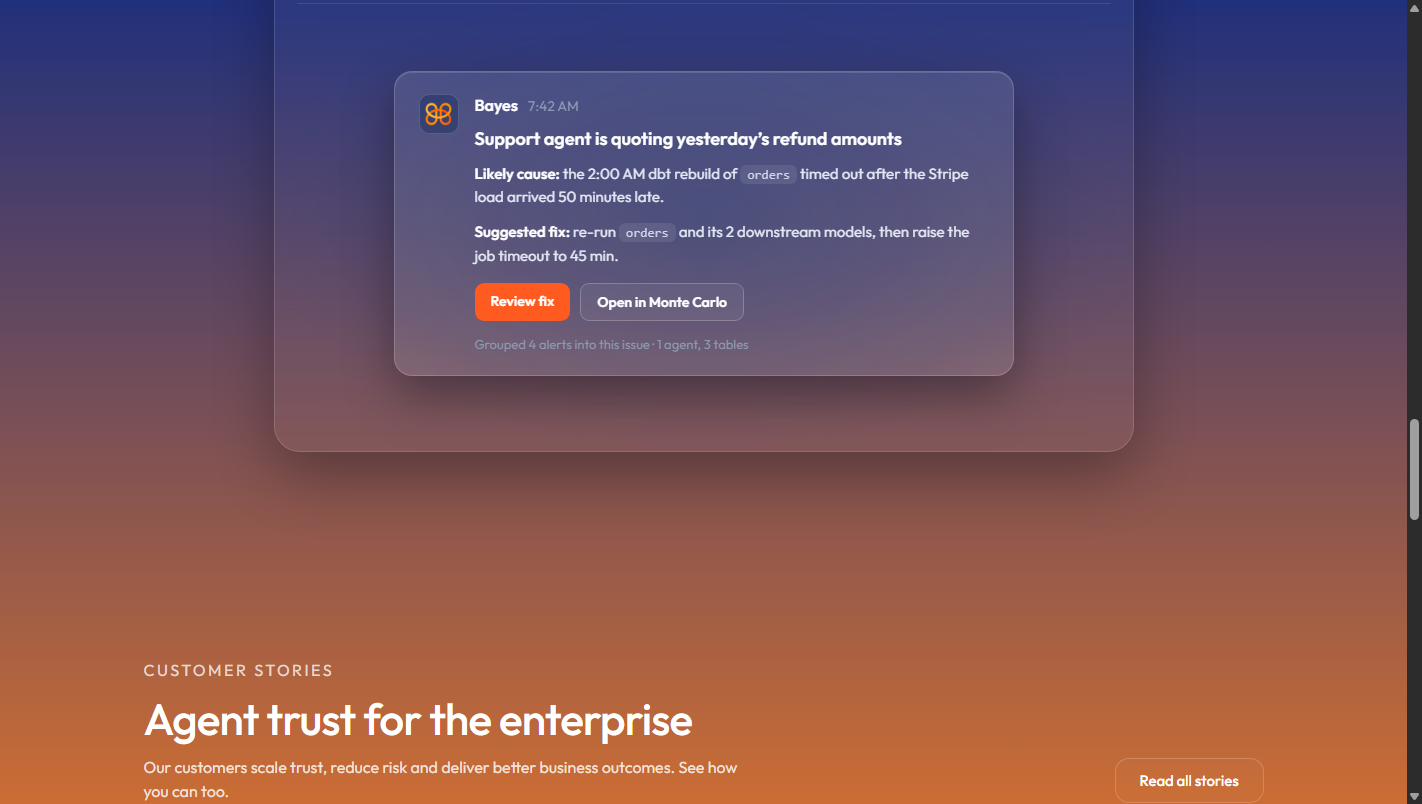 Bayes 7:42 AM
Support agent is quoting yesterday’s refund amounts
Likely cause: the 2:00 AM dbt rebuild of orders timed out after the Stripe
load arrived 50 minutes late.
Suggested fix: re-run orders and its 2 downstream models, then raise the
job timeout to 45 min.
Review fix Open in Monte Carlo
Grouped 4 alerts into this issue · 1 agent, 3 tables
CUSTOMER STORIES
Agent trust for the enterprise
Our customers scale trust, reduce risk and deliver better business outcomes. See how
you can too.
Read all stories